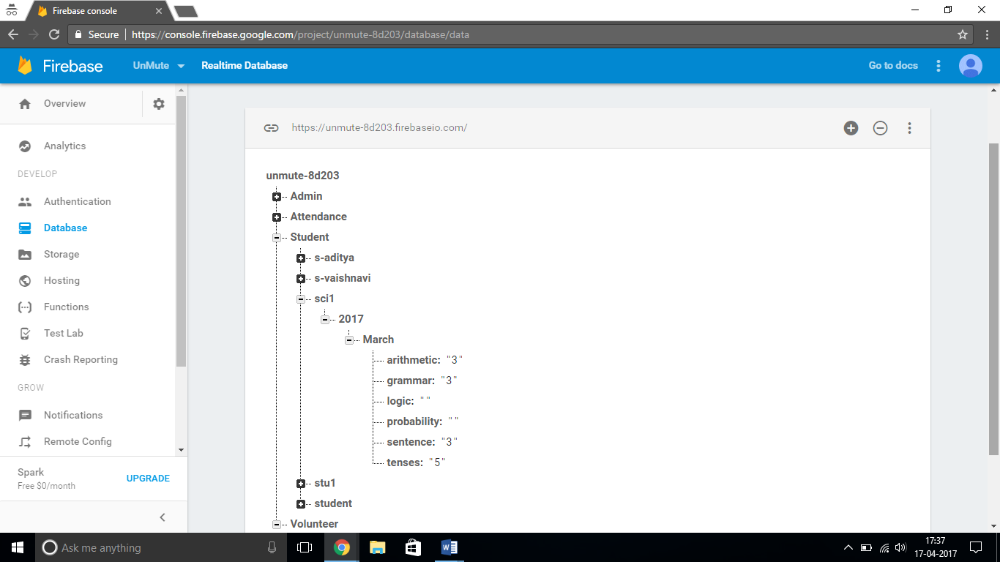 Firebase console
Secure https://console.firebase.google.com/project/unmute-8d203/database/data
Firebase UnMute Realtime Database Go to docs
Overview
Analytics
DEVELOP
Authentication
Database
Storage
Hosting
Functions
Test Lab
Crash Reporting
GROW
Notifications
Remote Config
Spark
Free $0/month
UPGRADE
https://unmute-8d203.firebaseio.com/
unmute-8d203
Admin
Attendance
Student
s-aditya
s-vaishnavi
sci1
2017
March
arithmetic: "3"
grammar: "3"
logic: ""
probability: ""
sentence: "3"
tenses: "5"
stu1
student
Volunteer
Ask me anything
17:37
17-04-2017